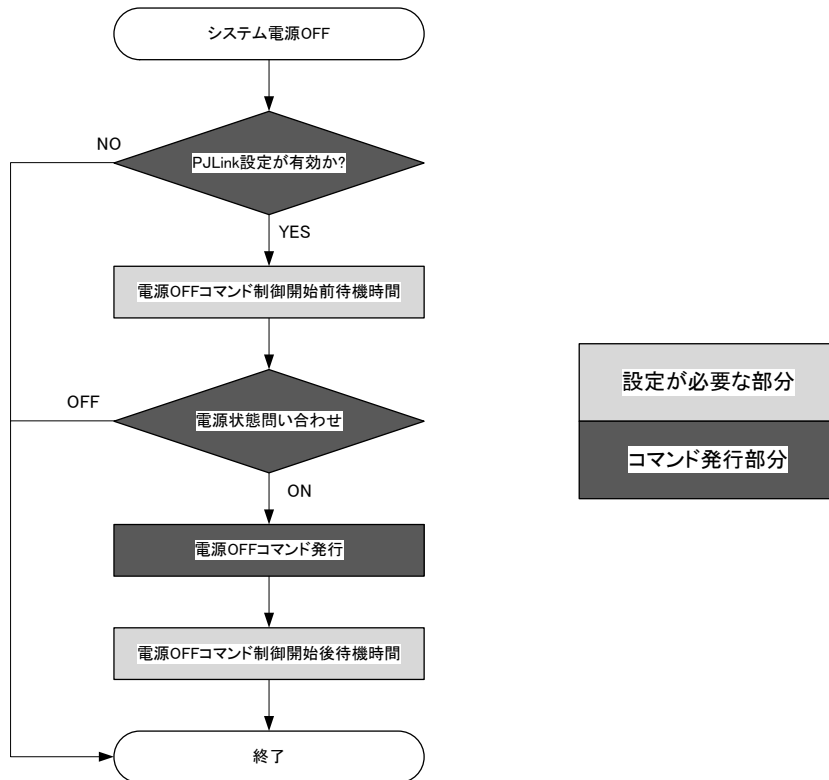 システム電源OFF
NO
PJLink設定が有効か?
YES
電源OFFコマンド制御開始前待機時間
OFF
電源状態問い合わせ
ON
電源OFFコマンド発行
電源OFFコマンド制御開始後待機時間
終了
設定が必要な部分
コマンド発行部分